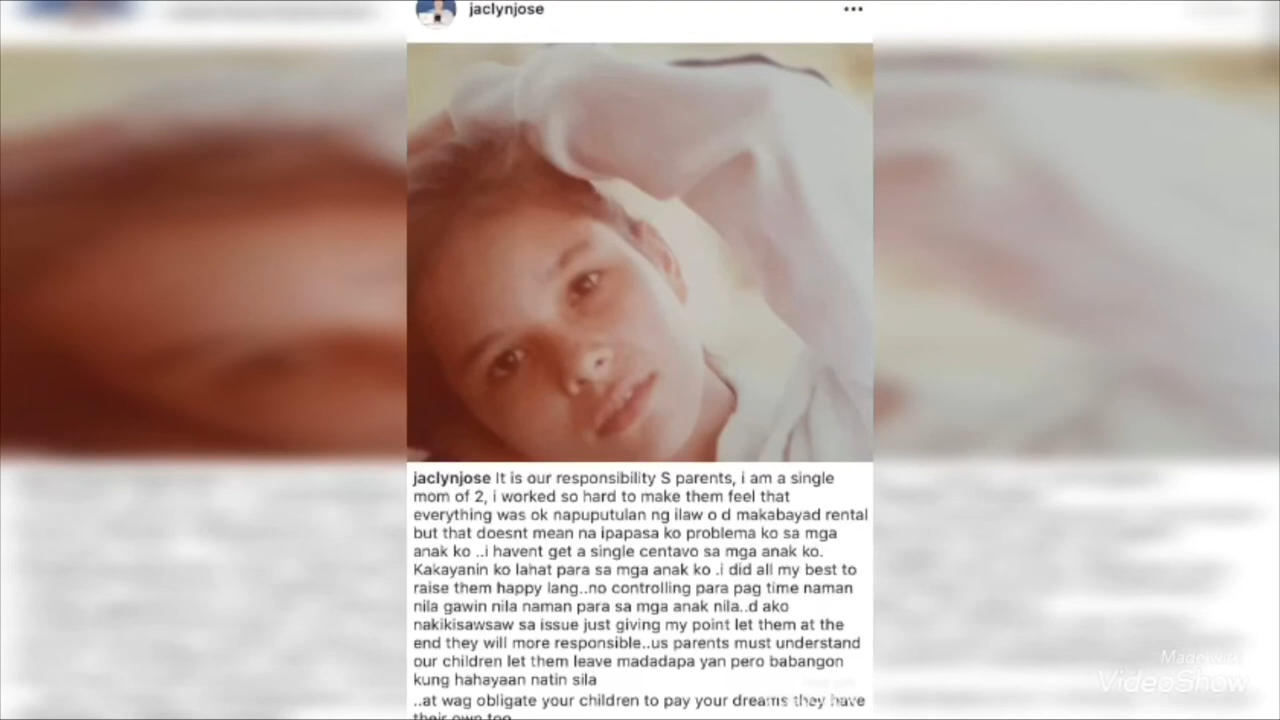 jaclynjose
jaclynjose It is our responsibility S parents, i am a single
mom of 2, i worked so hard to make them feel that
everything was ok napuputulan ng ilaw o d makabayad rental
but that doesnt mean na ipapasa ko problema ko sa mga
anak ko ..i havent get a single centavo sa mga anak ko.
Kakayanin ko lahat para sa mga anak ko .i did all my best to
raise them happy lang..no controlling para pag time naman
nila gawin nila naman para sa mga anak nila..d ako
nakikisawsaw sa issue just giving my point let them at the
end they will more responsible..us parents must understand
our children let them leave madadapa yan pero babangon
kung hahayaan natin sila
..at wag obligate your children to pay your dreams they have
their own too
Made with
VideoShow